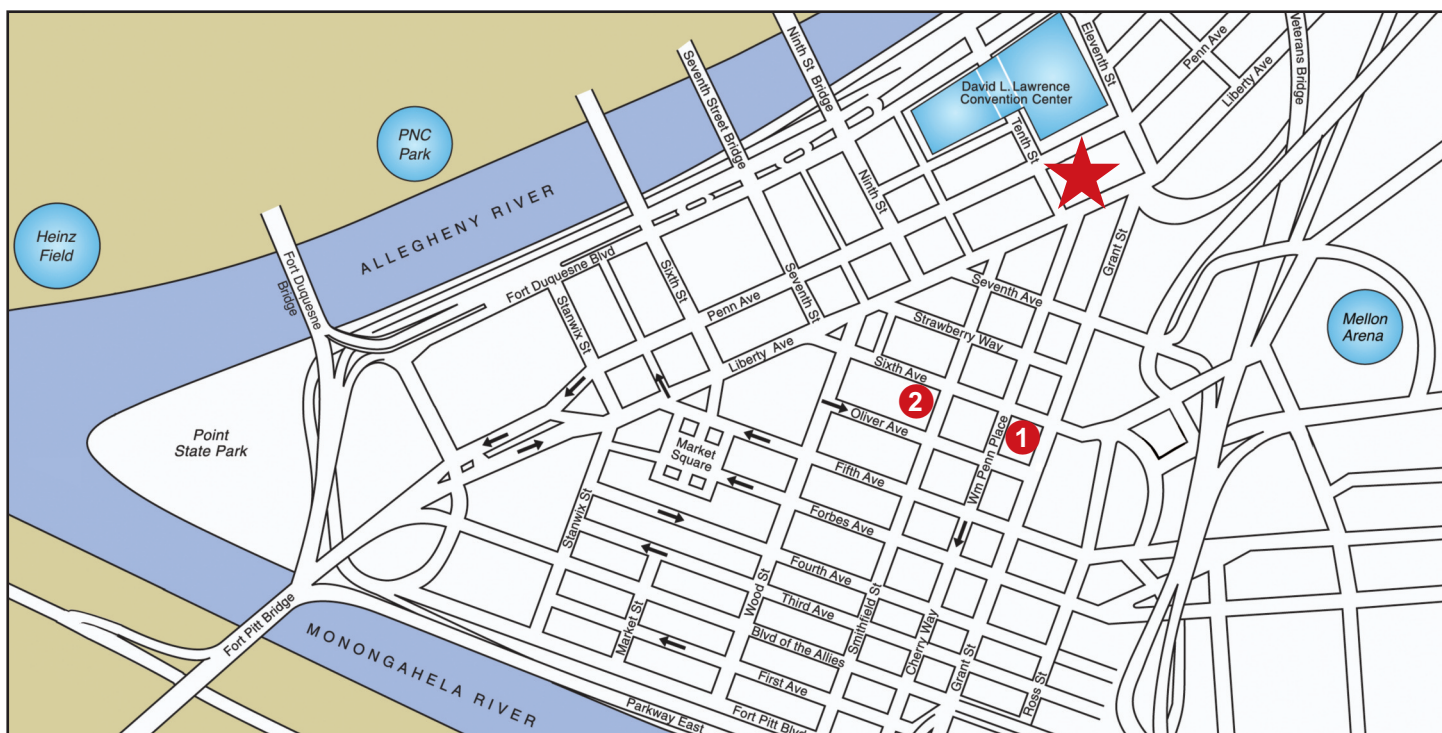 Ninth St Bridge
Seventh Street Bridge
David L. Lawrence
Convention Center
Eleventh St
Penn Ave
Liberty Ave
Veterans Bridge
PNC
Park
Heinz
Field
ALLEGHENY RIVER
Fort Duquesne
Bridge
Fort Duquesne Blvd
Tenth St
Ninth St
Sixth St
Seventh St
Stanwix St
Penn Ave
Liberty Ave
Seventh Ave
Grant St
Strawberry Way
Sixth Ave
Mellon
Arena
2
1
Oliver Ave
Wm Penn Place
Point
State Park
Market
Square
Fifth Ave
Forbes Ave
Stanwix St
Fourth Ave
Third Ave
Market St
Wood St
Smithfield St
Cherry Way
Blvd of the Allies
Grant St
Ross St
First Ave
Fort Pitt Blvd
Parkway East
Fort Pitt Bridge
MONONGAHELA RIVER